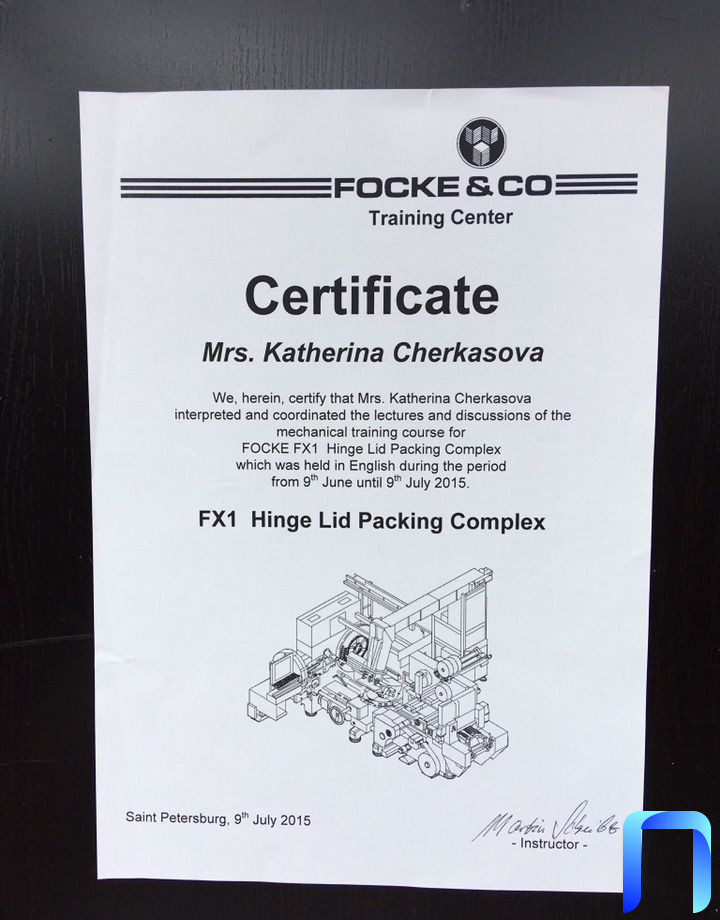 FOCKE & CO
Training Center
Certificate
Mrs. Katherina Cherkasova
We, herein, certify that Mrs. Katherina Cherkasova
interpreted and coordinated the lectures and discussions of the
mechanical training course for
FOCKE FX1 Hinge Lid Packing Complex
which was held in English during the period
from 9th June until 9th July 2015.
FX1 Hinge Lid Packing Complex
Saint Petersburg, 9th July 2015
Martin
- Instructor -